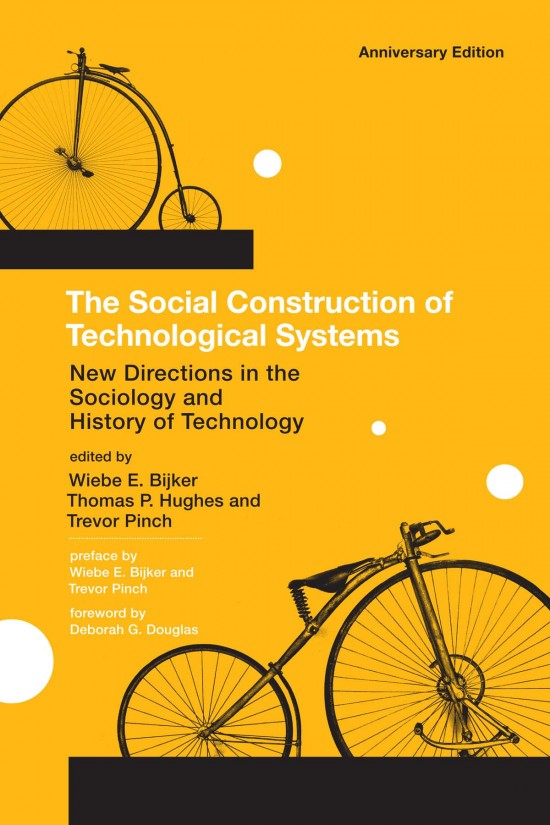 Anniversary Edition
The Social Construction of
Technological Systems
New Directions in the
Sociology and
History of Technology
edited by
Wiebe E. Bijker
Thomas P. Hughes and
Trevor Pinch
preface by
Wiebe E. Bijker and
Trevor Pinch
foreword by
Deborah G. Douglas